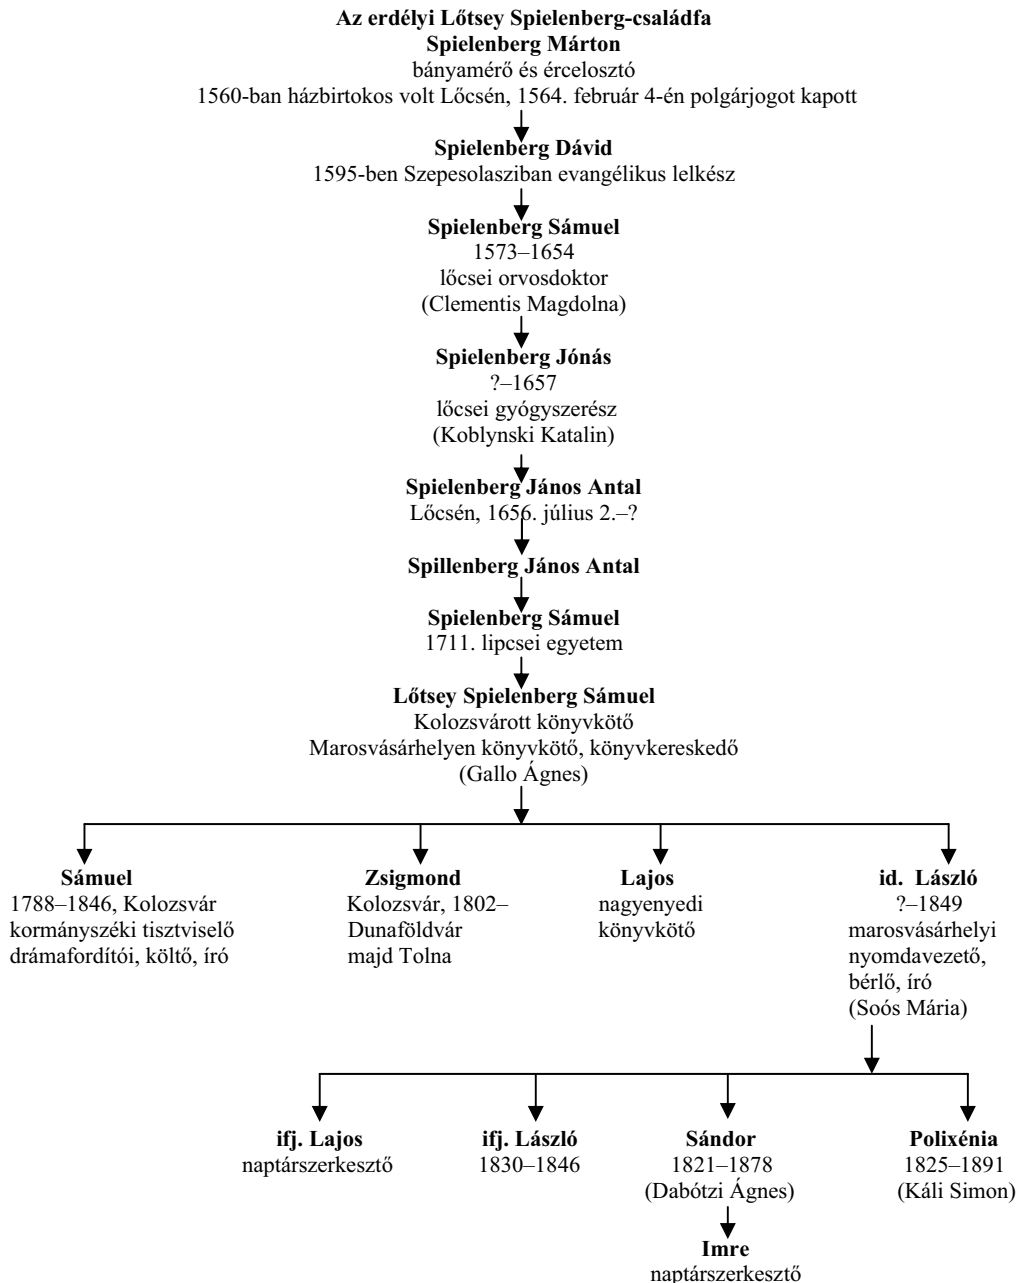 Az erdélyi Lőtsey Spielenberg-családfa
Spielenberg Márton
bányamérő és ércelosztó
1560-ban házbirtokos volt Lőcsén, 1564. február 4-én polgárjogot kapott
Spielenberg Dávid
1595-ben Szepesolasziban evangélikus lelkész
Spielenberg Sámuel
1573–1654
lőcsei orvosdoktor
(Clementis Magdolna)
Spielenberg Jónás
?–1657
lőcsei gyógyszerész
(Koblynski Katalin)
Spielenberg János Antal
Lőcsén, 1656. július 2.–?
Spillenberg János Antal
Spielenberg Sámuel
1711. lipcsei egyetem
Lőtsey Spielenberg Sámuel
Kolozsvárott könyvkötő
Marosvásárhelyen könyvkötő, könyvkereskedő
(Gallo Ágnes)
Sámuel
1788–1846, Kolozsvár
kormányszéki tisztviselő
drámafordítói, költő, író
Zsigmond
Kolozsvár, 1802–
Dunaföldvár
majd Tolna
Lajos
nagyenyedi
könyvkötő
id. László
?–1849
marosvásárhelyi
nyomdavezető,
bérlő, író
(Soós Mária)
ifj. Lajos
naptárszerkesztő
ifj. László
1830–1846
Sándor
1821–1878
(Dabótzi Ágnes)
Polixénia
1825–1891
(Káli Simon)
Imre
naptárszerkesztő